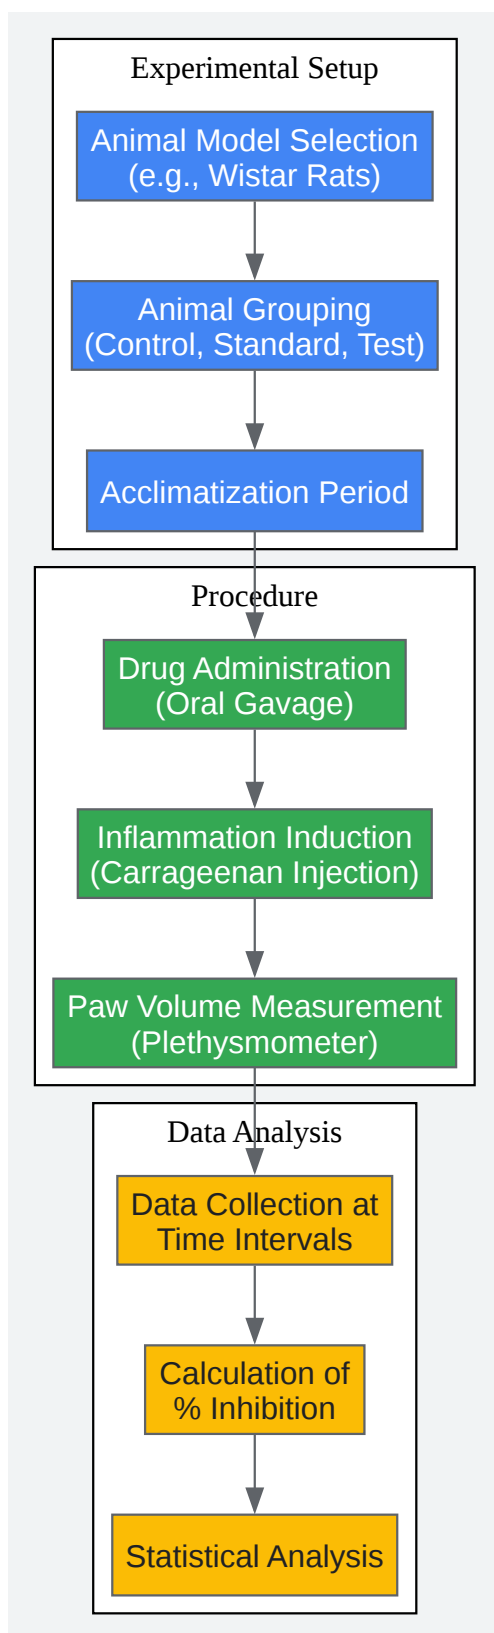 Experimental Setup
Animal Model Selection
(e.g., Wistar Rats)
Animal Grouping
(Control, Standard, Test)
Acclimatization Period
Procedure
Drug Administration
(Oral Gavage)
Inflammation Induction
(Carrageenan Injection)
Paw Volume Measurement
(Plethysmometer)
Data Analysis
Data Collection at
Time Intervals
Calculation of
% Inhibition
Statistical Analysis